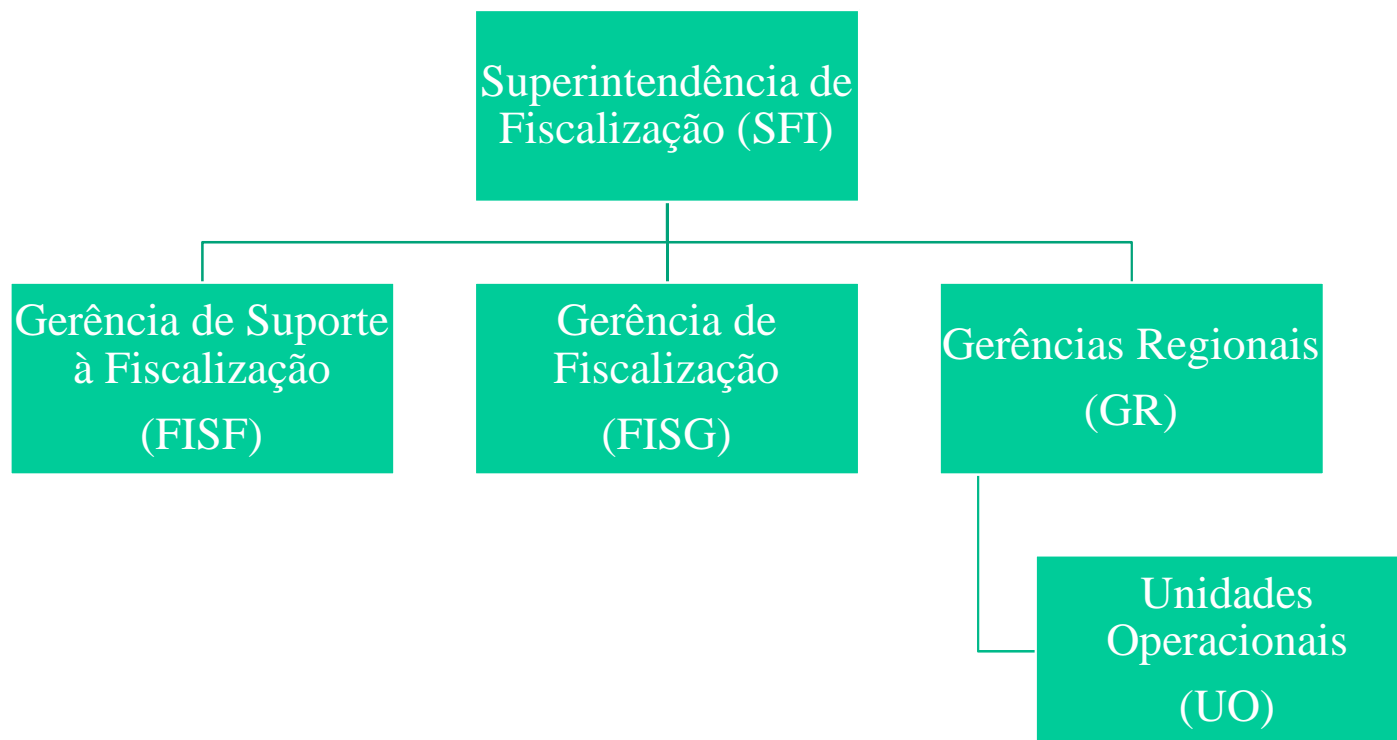 Superintendência de
Fiscalização (SFI)
Gerência de Suporte
à Fiscalização
(FISF)
Gerência de
Fiscalização
(FISG)
Gerências Regionais
(GR)
Unidades
Operacionais
(UO)